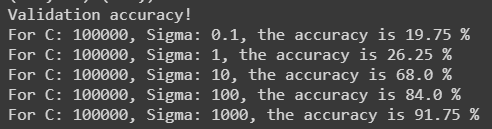 Validation accuracy!
For C: 100000, Sigma: 0.1, the accuracy is 19.75 %
For C: 100000, Sigma: 1, the accuracy is 26.25 %
For C: 100000, Sigma: 10, the accuracy is 68.0 %
For C: 100000, Sigma: 100, the accuracy is 84.0 %
For C: 100000, Sigma: 1000, the accuracy is 91.75 %